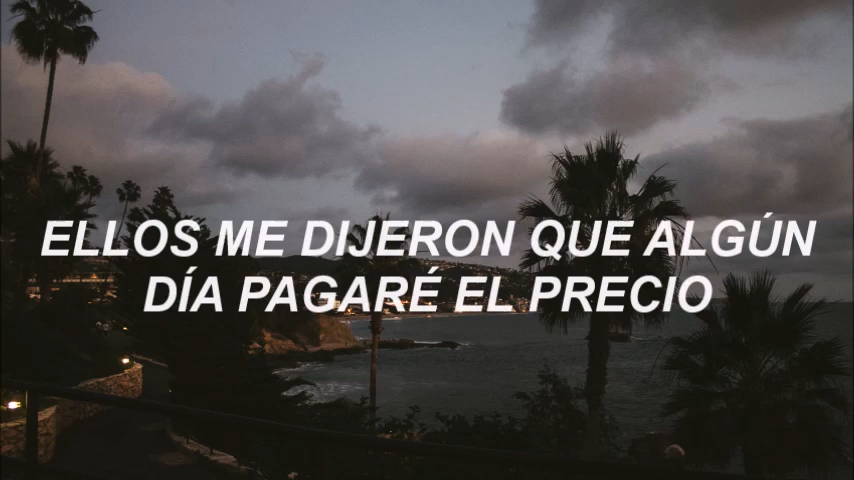 ELLOS ME DIJERON QUE ALGÚN
DÍA PAGARÉ EL PRECIO